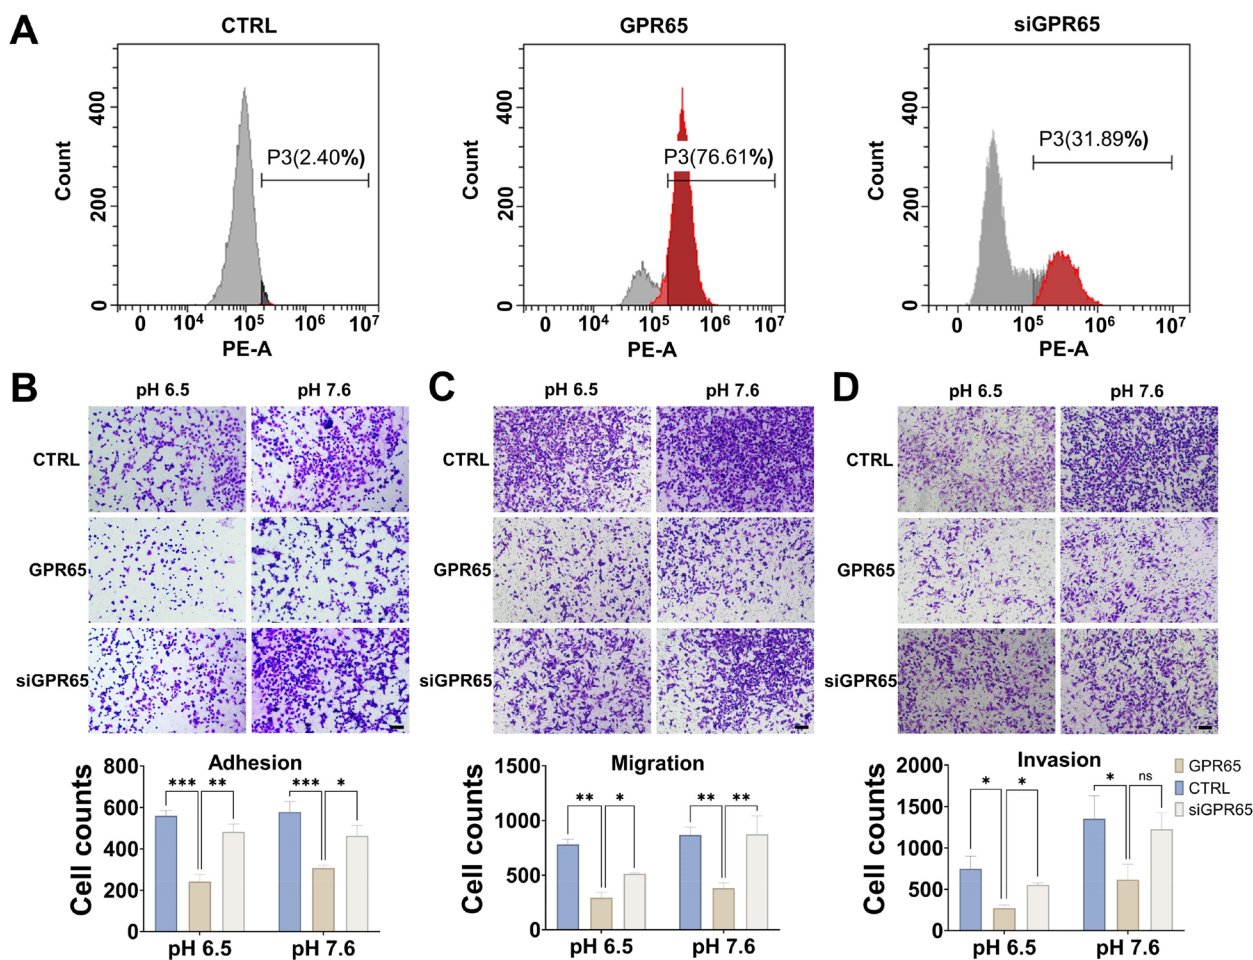 A
CTRL
GPR65
siGPR65
400
200
0
Count
P3(2.40%)
0 10⁴ 10⁵ 10⁶ 10⁷
PE-A
400
200
0
Count
P3(76.61%)
0 10⁴ 10⁵ 10⁶ 10⁷
PE-A
400
200
0
Count
P3(31.89%)
0 10⁵ 10⁶ 10⁷
PE-A
B
pH 6.5 pH 7.6
CTRL
GPR65
siGPR65
C
pH 6.5 pH 7.6
CTRL
GPR65
siGPR65
D
pH 6.5 pH 7.6
CTRL
GPR65
siGPR65
Adhesion
Cell counts
800
600
400
200
0
*** ** *** *
pH 6.5 pH 7.6
Migration
Cell counts
1500
1000
500
0
** * ** **
pH 6.5 pH 7.6
Invasion
Cell counts
2000
1500
1000
500
0
* * * ns
pH 6.5 pH 7.6
GPR65
CTRL
siGPR65